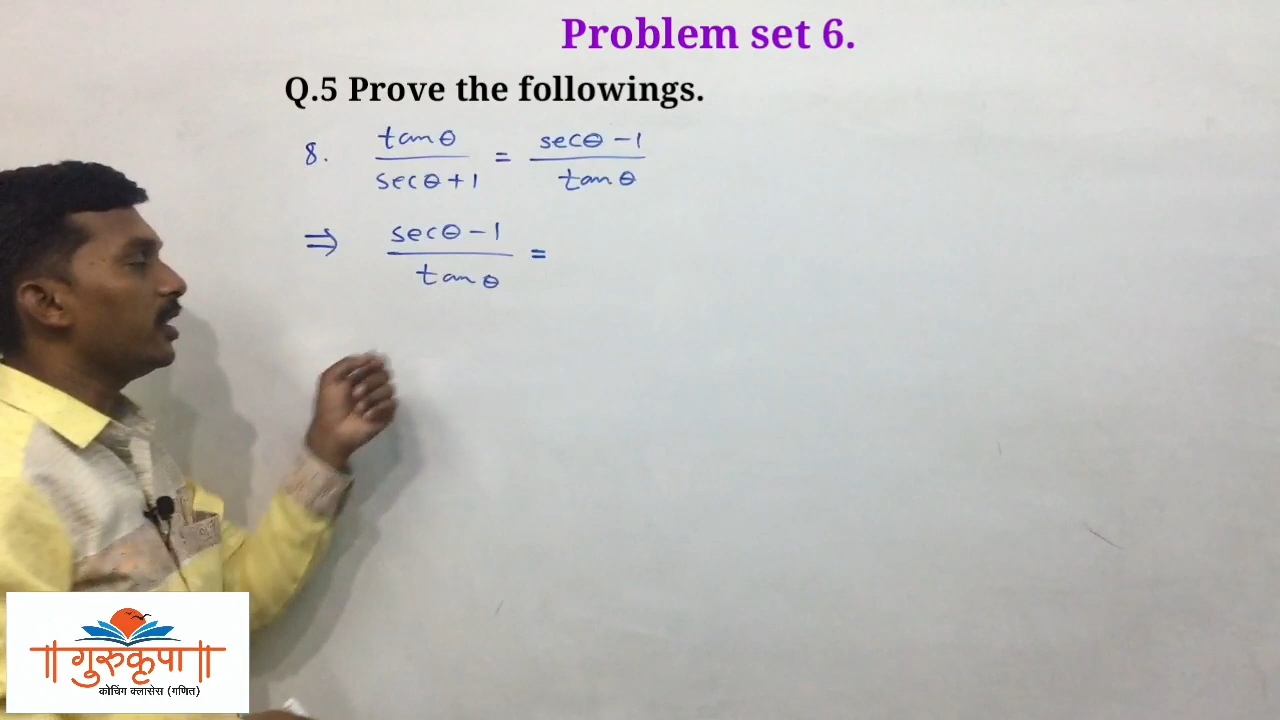 Problem set 6.
Q.5 Prove the followings.
8. tanθ / secθ+1 = secθ-1 / tanθ
⇒ secθ-1 / tanθ =
॥ गुरुकृपा ॥
कोचिंग क्लासेस (गणित)